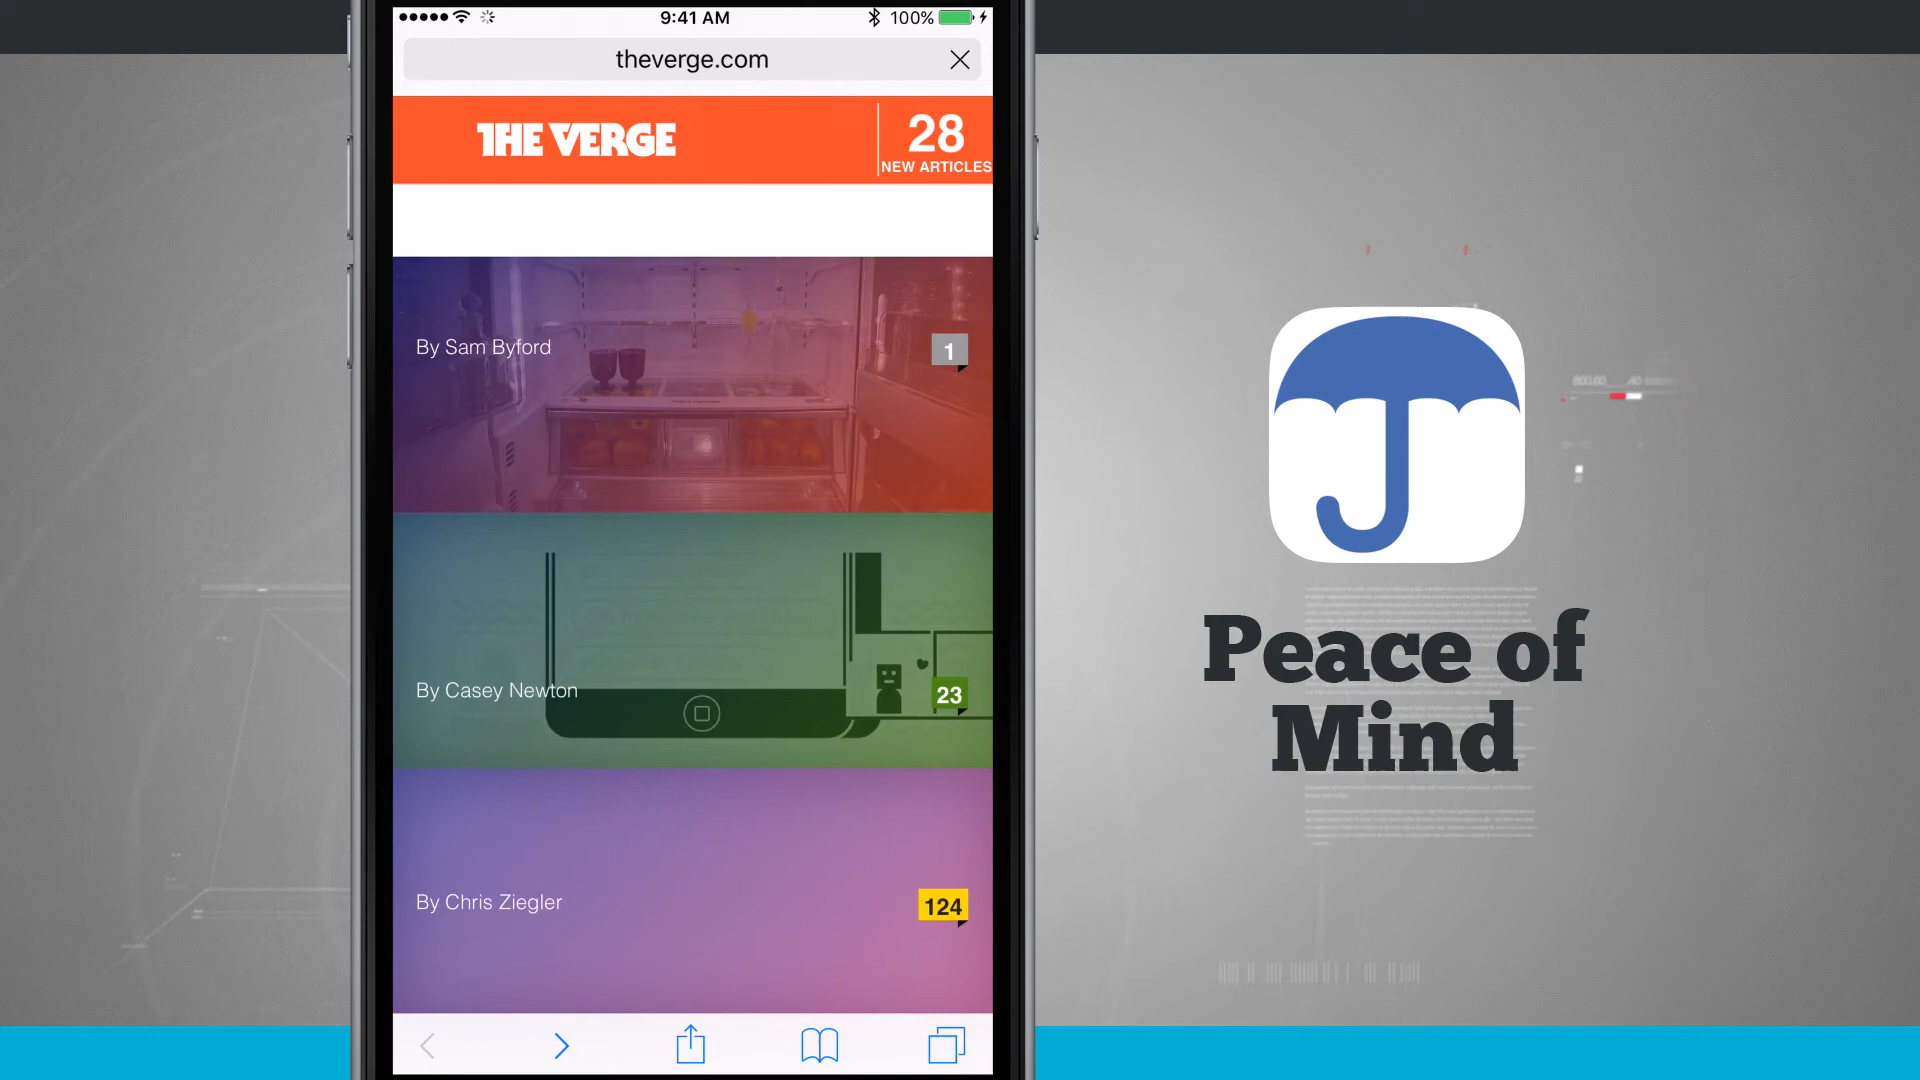 9:41 AM
100%
theverge.com
THE VERGE
28
NEW ARTICLES
By Sam Byford
1
By Casey Newton
23
By Chris Ziegler
124
Peace of
Mind